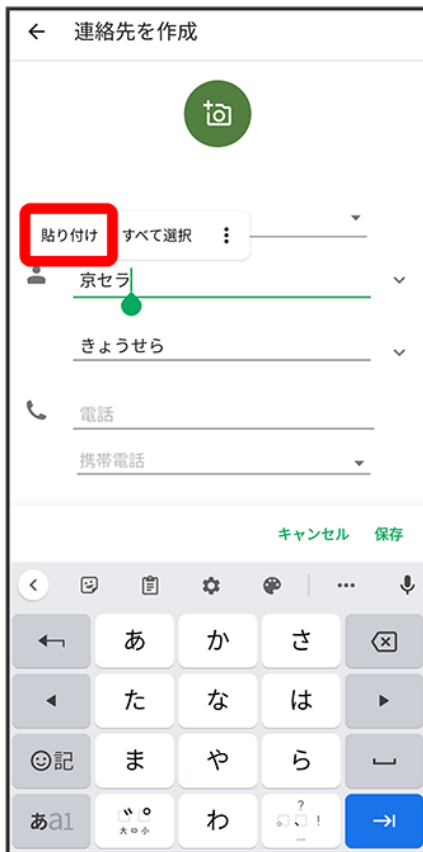 連絡先を作成
貼り付け すべて選択
京セラ
きょうせら
電話
携帯電話
キャンセル 保存
あ か さ
た な は
記 ま や ら
あa1 大⇔小 わ 、 ? ! ...